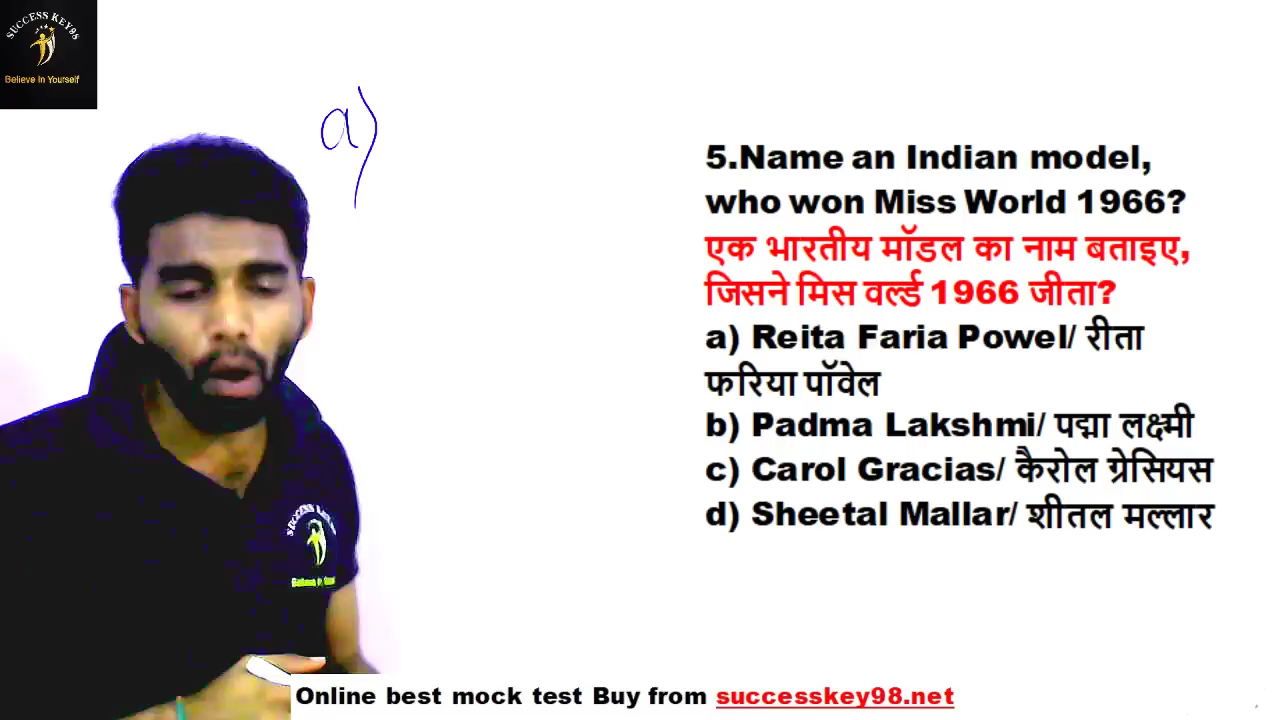 SUCCESS KEY98
Believe In Yourself
a)
5.Name an Indian model,
who won Miss World 1966?
एक भारतीय मॉडल का नाम बताइए,
जिसने मिस वर्ल्ड 1966 जीता?
a) Reita Faria Powel/ रीता
फरिया पॉवेल
b) Padma Lakshmi/ पद्मा लक्ष्मी
c) Carol Gracias/ कैरोल ग्रेसियस
d) Sheetal Mallar/ शीतल मल्लार
Believe In
Online best mock test Buy from successkey98.net